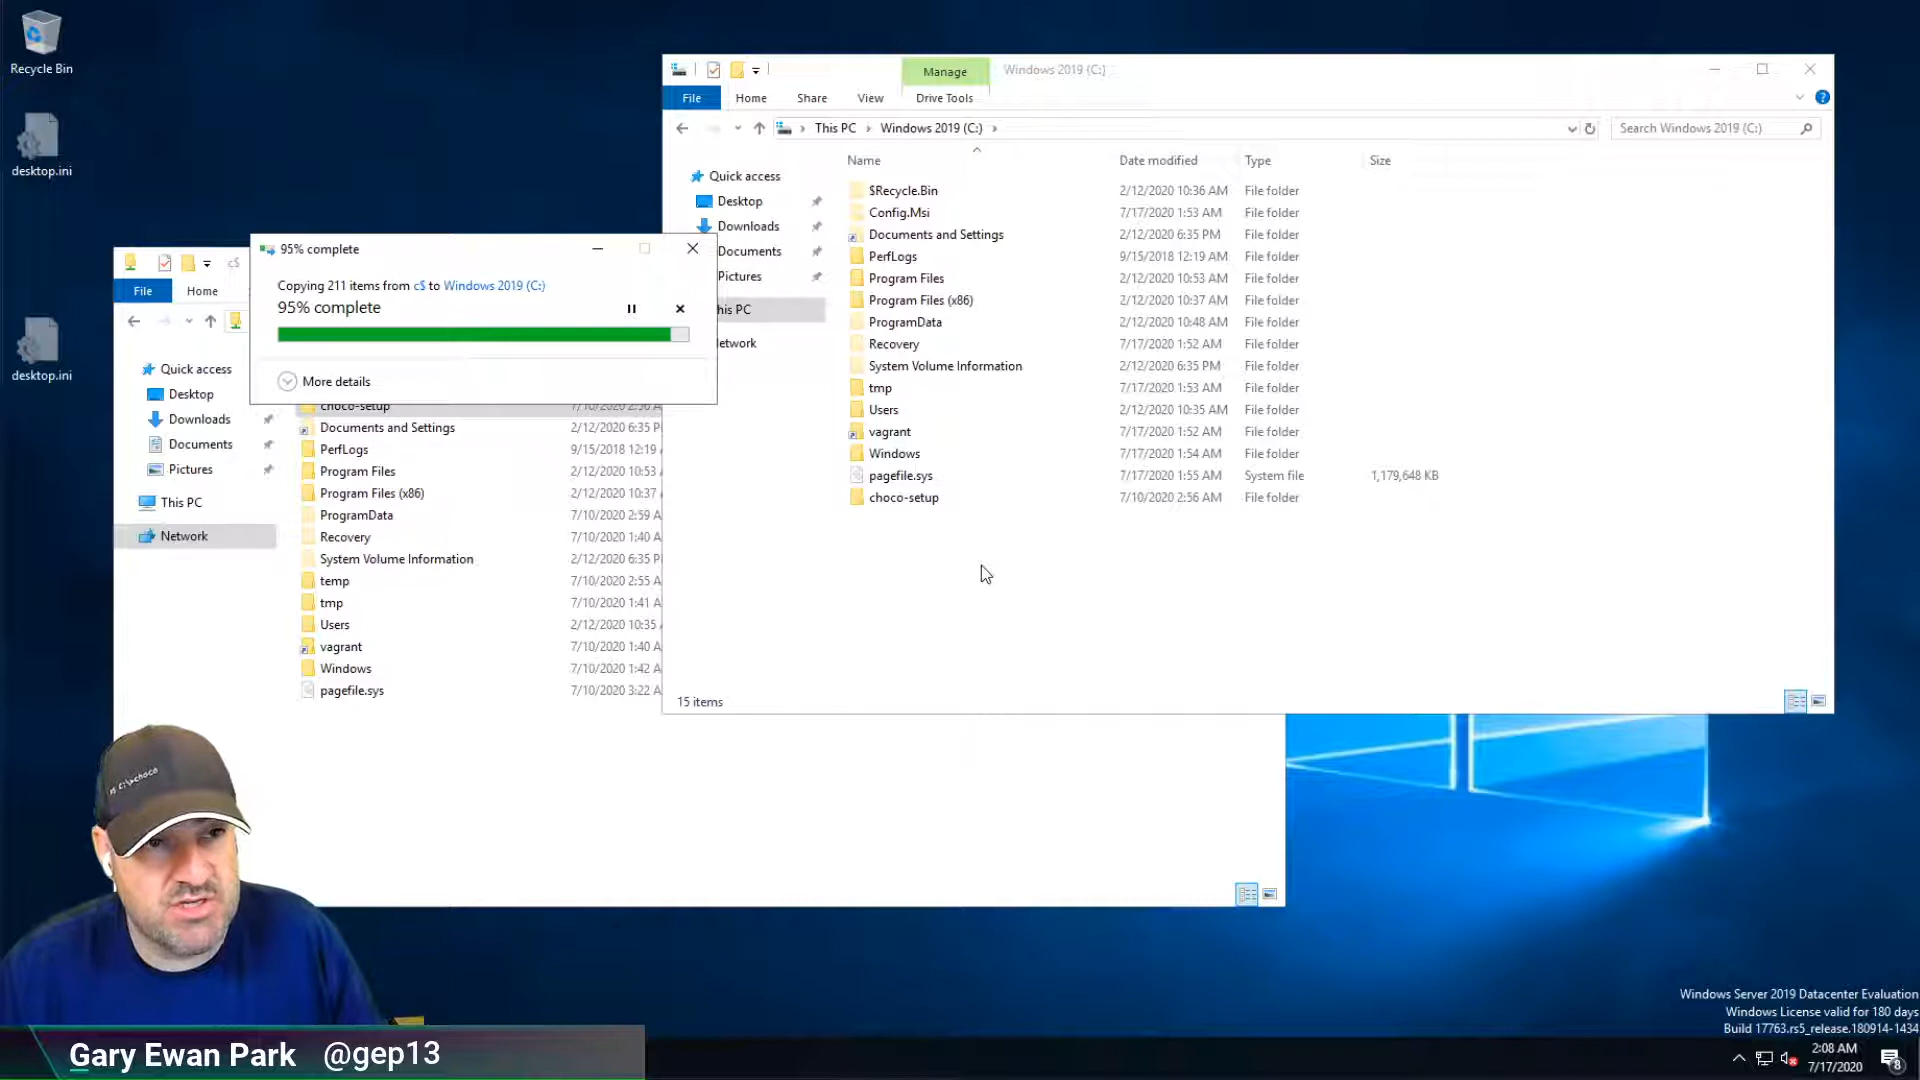 Recycle Bin
desktop.ini
desktop.ini
Manage
Windows 2019 (C:)
File
Home
Share
View
Drive Tools
This PC
Windows 2019 (C:)
Search Windows 2019 (C:)
Name
Date modified
Type
Size
Quick access
Desktop
Downloads
Documents
Pictures
his PC
etwork
$Recycle.Bin 2/12/2020 10:36 AM File folder
Config.Msi 7/17/2020 1:53 AM File folder
Documents and Settings 2/12/2020 6:35 PM File folder
PerfLogs 9/15/2018 12:19 AM File folder
Program Files 2/12/2020 10:53 AM File folder
Program Files (x86) 2/12/2020 10:37 AM File folder
ProgramData 2/12/2020 10:48 AM File folder
Recovery 7/17/2020 1:52 AM File folder
System Volume Information 2/12/2020 6:35 PM File folder
tmp 7/17/2020 1:53 AM File folder
Users 2/12/2020 10:35 AM File folder
vagrant 7/17/2020 1:52 AM File folder
Windows 7/17/2020 1:54 AM File folder
pagefile.sys 7/17/2020 1:55 AM System file 1,179,648 KB
choco-setup 7/10/2020 2:56 AM File folder
15 items
95% complete
Copying 211 items from c$ to Windows 2019 (C:)
95% complete
More details
c$
File
Home
Quick access
Desktop
Downloads
Documents
Pictures
This PC
Network
choco-setup 7/10/2020 2:56 A
Documents and Settings 2/12/2020 6:35 P
PerfLogs 9/15/2018 12:19
Program Files 2/12/2020 10:53
Program Files (x86) 2/12/2020 10:37
ProgramData 7/10/2020 2:59 A
Recovery 7/10/2020 1:40 A
System Volume Information 2/12/2020 6:35 P
temp 7/10/2020 2:55 A
tmp 7/10/2020 1:41 A
Users 2/12/2020 10:35
vagrant 7/10/2020 1:40 A
Windows 7/10/2020 1:42 A
pagefile.sys 7/10/2020 3:22 A
Gary Ewan Park @gep13
Windows Server 2019 Datacenter Evaluation
Windows License valid for 180 days
Build 17763.rs5_release.180914-1434
2:08 AM
7/17/2020
8